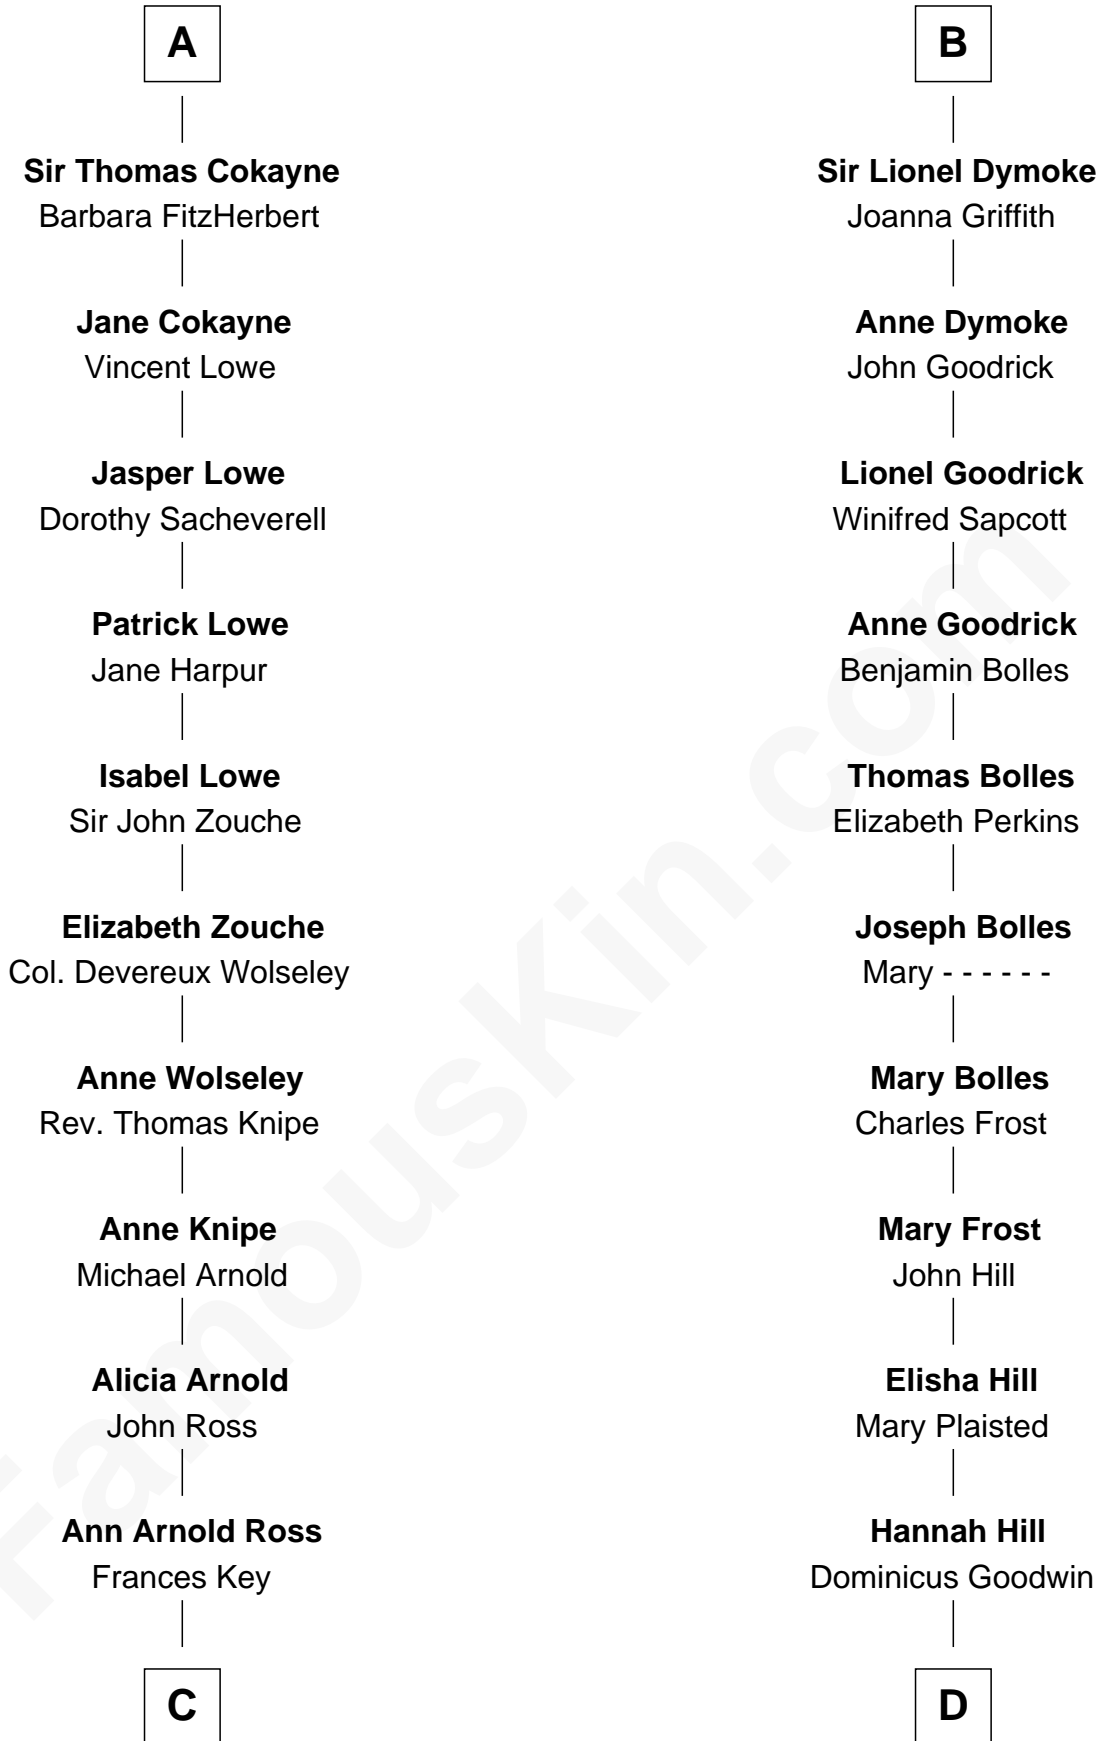 A
Sir Thomas Cokayne
Barbara FitzHerbert
Jane Cokayne
Vincent Lowe
Jasper Lowe
Dorothy Sacheverell
Patrick Lowe
Jane Harpur
Isabel Lowe
Sir John Zouche
Elizabeth Zouche
Col. Devereux Wolseley
Anne Wolseley
Rev. Thomas Knipe
Anne Knipe
Michael Arnold
Alicia Arnold
John Ross
Ann Arnold Ross
Frances Key
C
B
Sir Lionel Dymoke
Joanna Griffith
Anne Dymoke
John Goodrick
Lionel Goodrick
Winifred Sapcott
Anne Goodrick
Benjamin Bolles
Thomas Bolles
Elizabeth Perkins
Joseph Bolles
Mary - - - - - -
Mary Bolles
Charles Frost
Mary Frost
John Hill
Elisha Hill
Mary Plaisted
Hannah Hill
Dominicus Goodwin
D
FamousKin.com